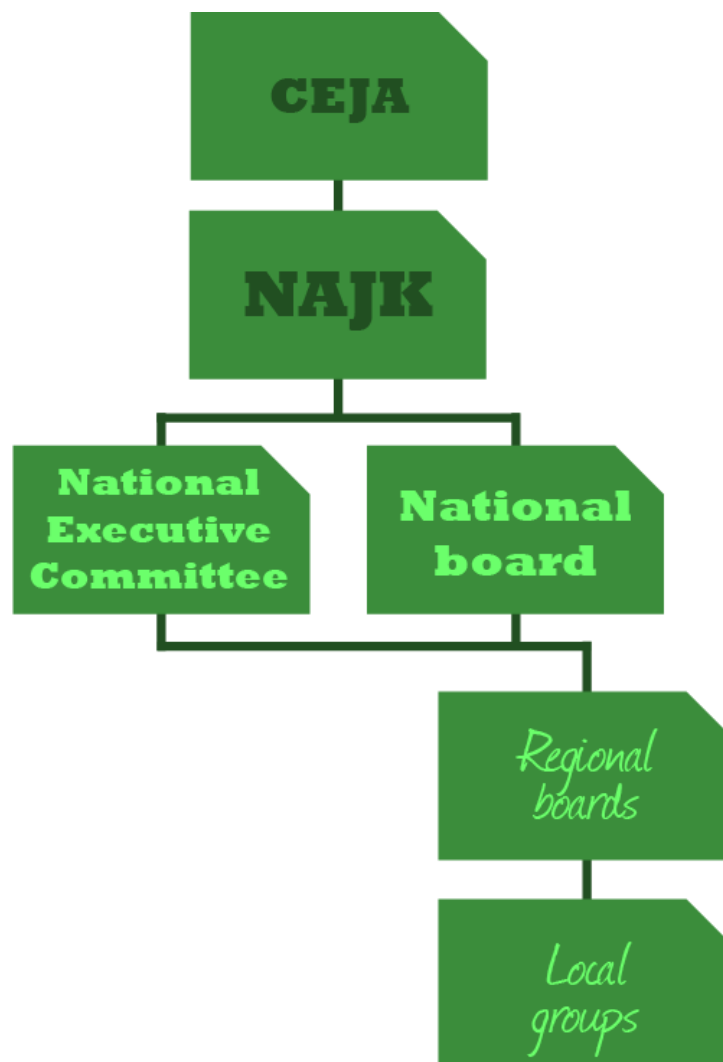 CEJA
NAJK
National
Executive
Committee
National
board
Regional
boards
Local
groups